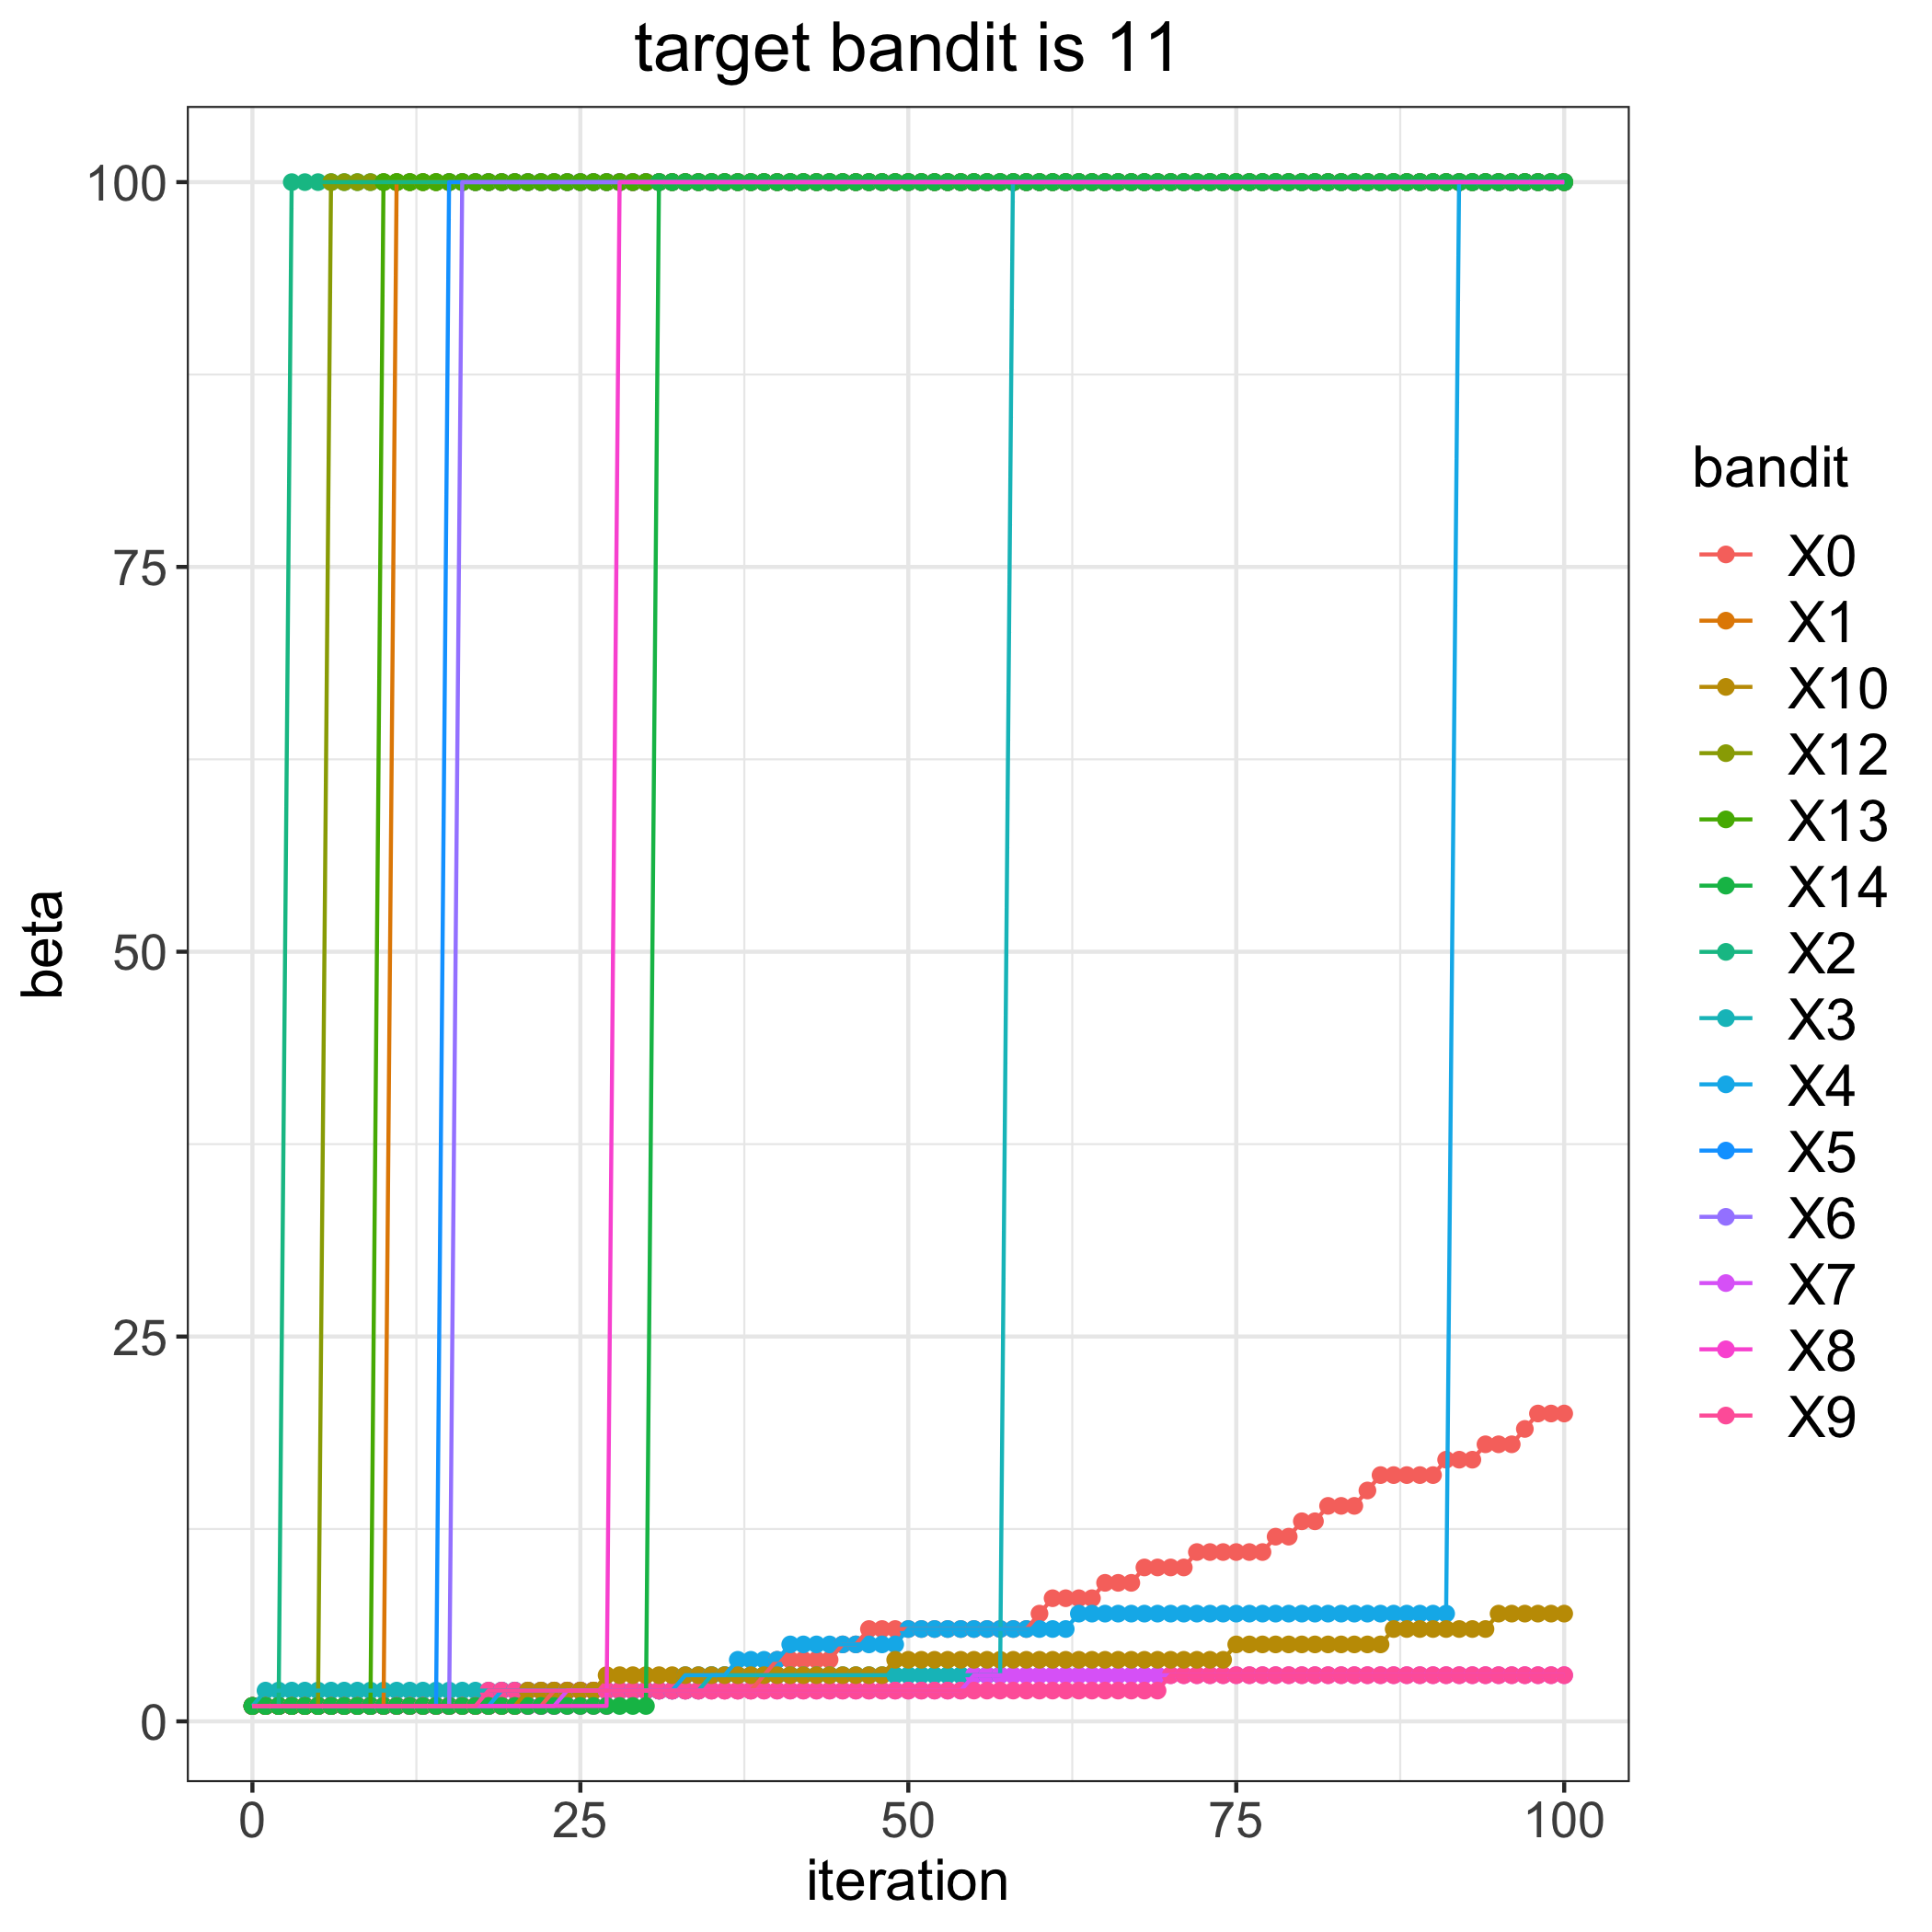 target bandit is 11
100
75
50
25
0
beta
0 25 50 75 100
iteration
bandit
X0
X1
X10
X12
X13
X14
X2
X3
X4
X5
X6
X7
X8
X9